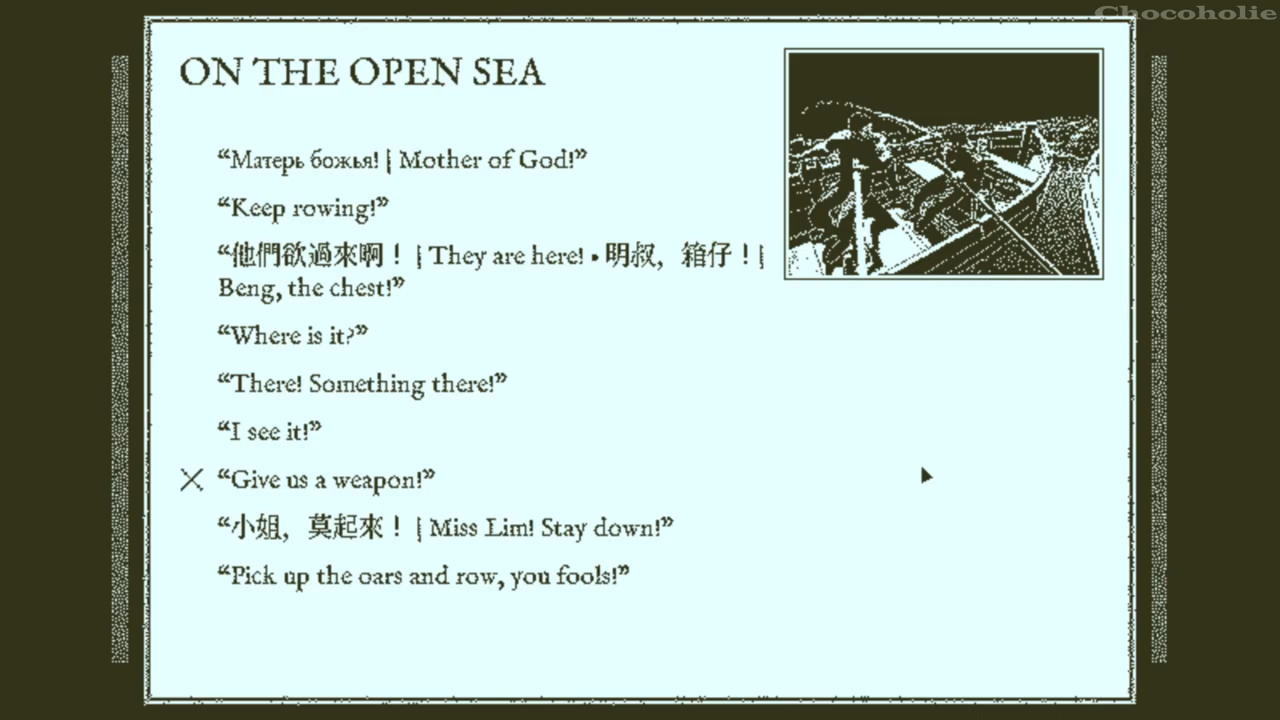 Chocoholie
ON THE OPEN SEA
“Матерь божья! | Mother of God!”
“Keep rowing!”
“他們欲過來啊！ | They are here! • 明叔，箱仔！|
Beng, the chest!”
“Where is it?”
“There! Something there!”
“I see it!”
“Give us a weapon!”
“小姐，莫起來！ | Miss Lim! Stay down!”
“Pick up the oars and row, you fools!”